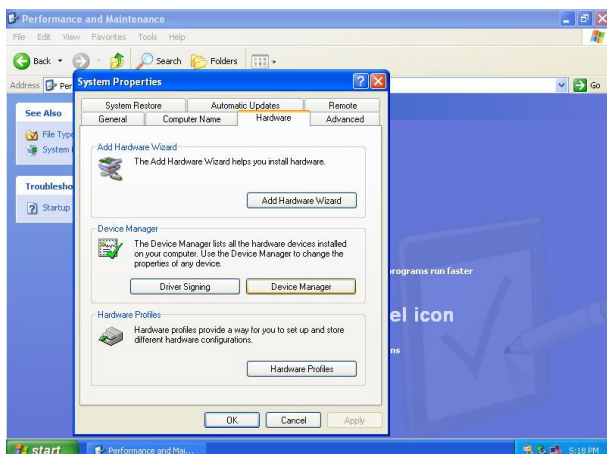 Performance and Maintenance
File Edit View Favorites Tools Help
Back Search Folders
Address Per Go
System Properties
System Restore Automatic Updates Remote
General Computer Name Hardware Advanced
See Also
File Type
System
Troublesho
Startup
Add Hardware Wizard
The Add Hardware Wizard helps you install hardware.
Add Hardware Wizard
Device Manager
The Device Manager lists all the hardware devices installed
on your computer. Use the Device Manager to change the
properties of any device.
Driver Signing Device Manager
Hardware Profiles
Hardware profiles provide a way for you to set up and store
different hardware configurations.
Hardware Profiles
OK Cancel Apply
programs run faster
el icon
ns
start Performance and Mai... 5:18 PM